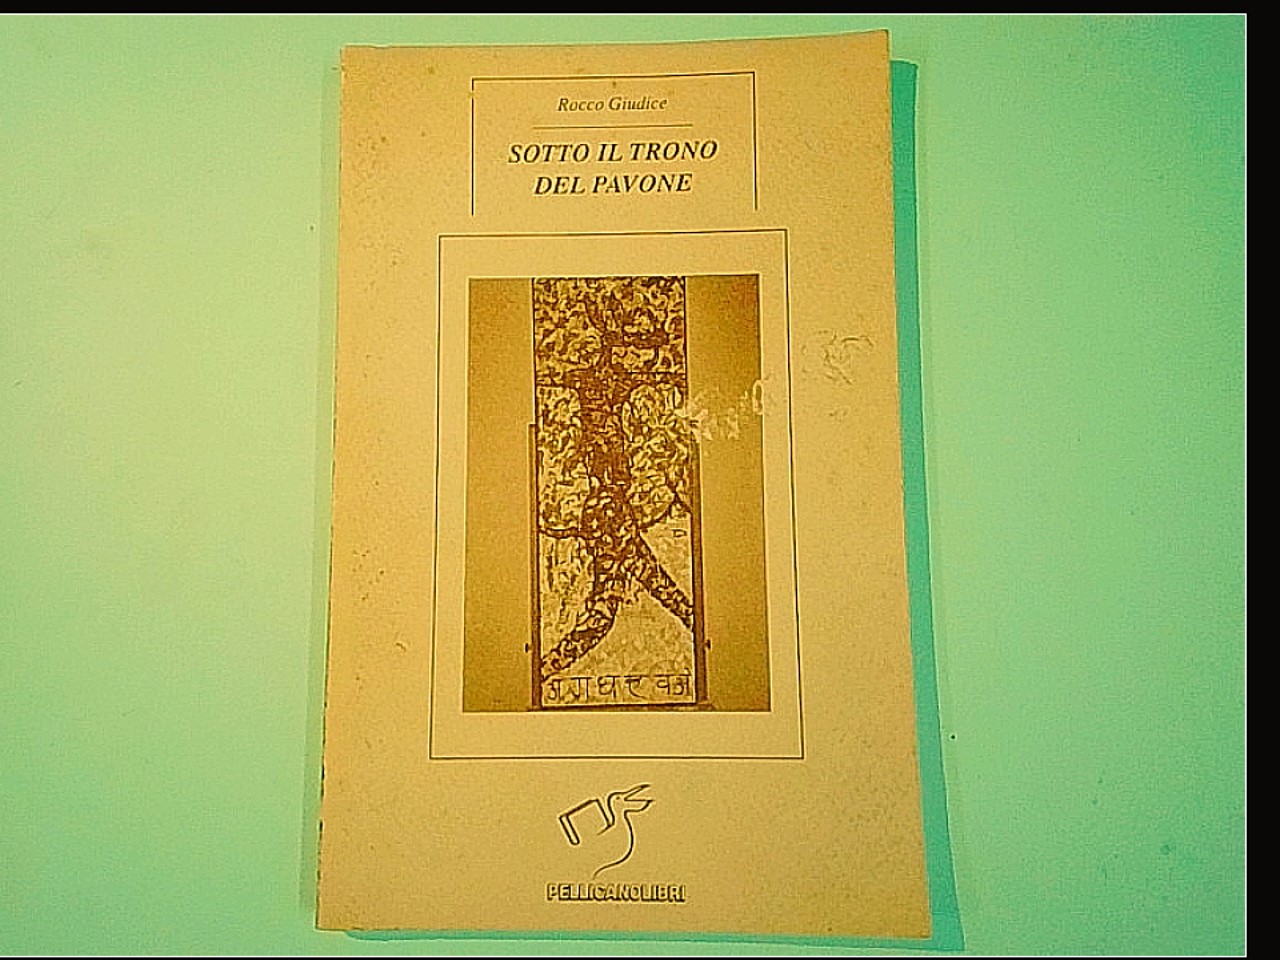 Rocco Giudice
SOTTO IL TRONO
DEL PAVONE
PELLICANOLIBRI